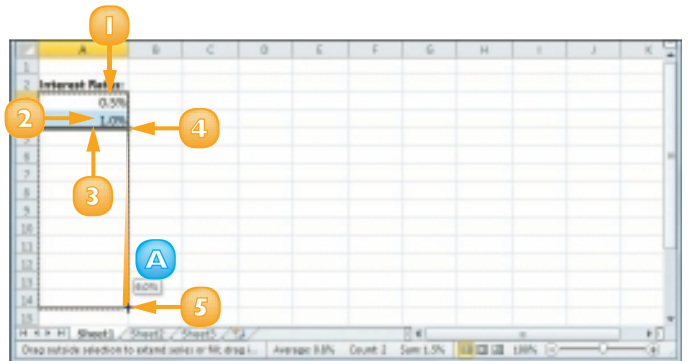 1
A B C D E F G H I J K
1
2 Interest Rates:
0.5%
2 1.0% 4
5
6
3
7
8
9
10
11
A
12
13 6.0%
14 5
15
Sheet1 Sheet2 Sheet3
Drag outside selection to extend series or fill; drag i... Average: 0.8% Count: 2 Sum: 1.5% 100%